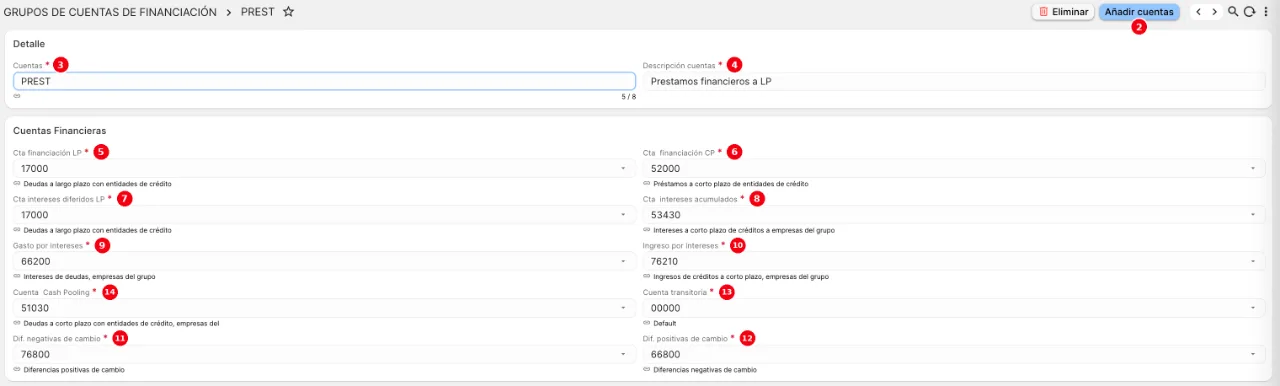 GRUPOS DE CUENTAS DE FINANCIACIÓN > PREST
Eliminar
Añadir cuentas
2
Detalle
Cuentas * 3
Descripción cuentas * 4
PREST
Prestamos financieros a LP
5 / 8
Cuentas Financieras
Cta financiación LP * 5
Cta financiación CP * 6
17000
52000
Deudas a largo plazo con entidades de crédito
Préstamos a corto plazo de entidades de crédito
Cta intereses diferidos LP * 7
Cta intereses acumulados * 8
17000
53430
Deudas a largo plazo con entidades de crédito
Intereses a corto plazo de créditos a empresas del grupo
Gasto por intereses * 9
Ingreso por intereses * 10
66200
76210
Intereses de deudas, empresas del grupo
Ingresos de créditos a corto plazo, empresas del grupo
Cuenta Cash Pooling * 14
Cuenta transitoria * 13
51030
00000
Deudas a corto plazo con entidades de crédito, empresas del
Default
Dif. negativas de cambio * 11
Dif. positivas de cambio * 12
76800
66800
Diferencias positivas de cambio
Diferencias negativas de cambio